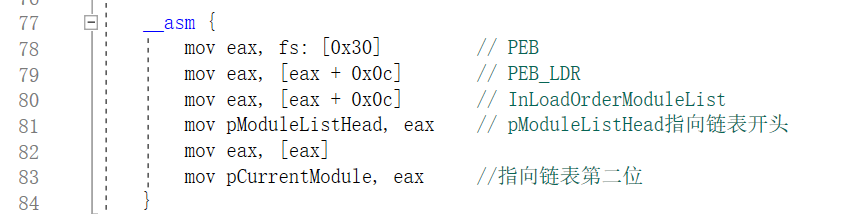 77 __asm {
78 mov eax, fs: [0x30] // PEB
79 mov eax, [eax + 0x0c] // PEB_LDR
80 mov eax, [eax + 0x0c] // InLoadOrderModuleList
81 mov pModuleListHead, eax // pModuleListHead指向链表开头
82 mov eax, [eax]
83 mov pCurrentModule, eax //指向链表第二位
84 }